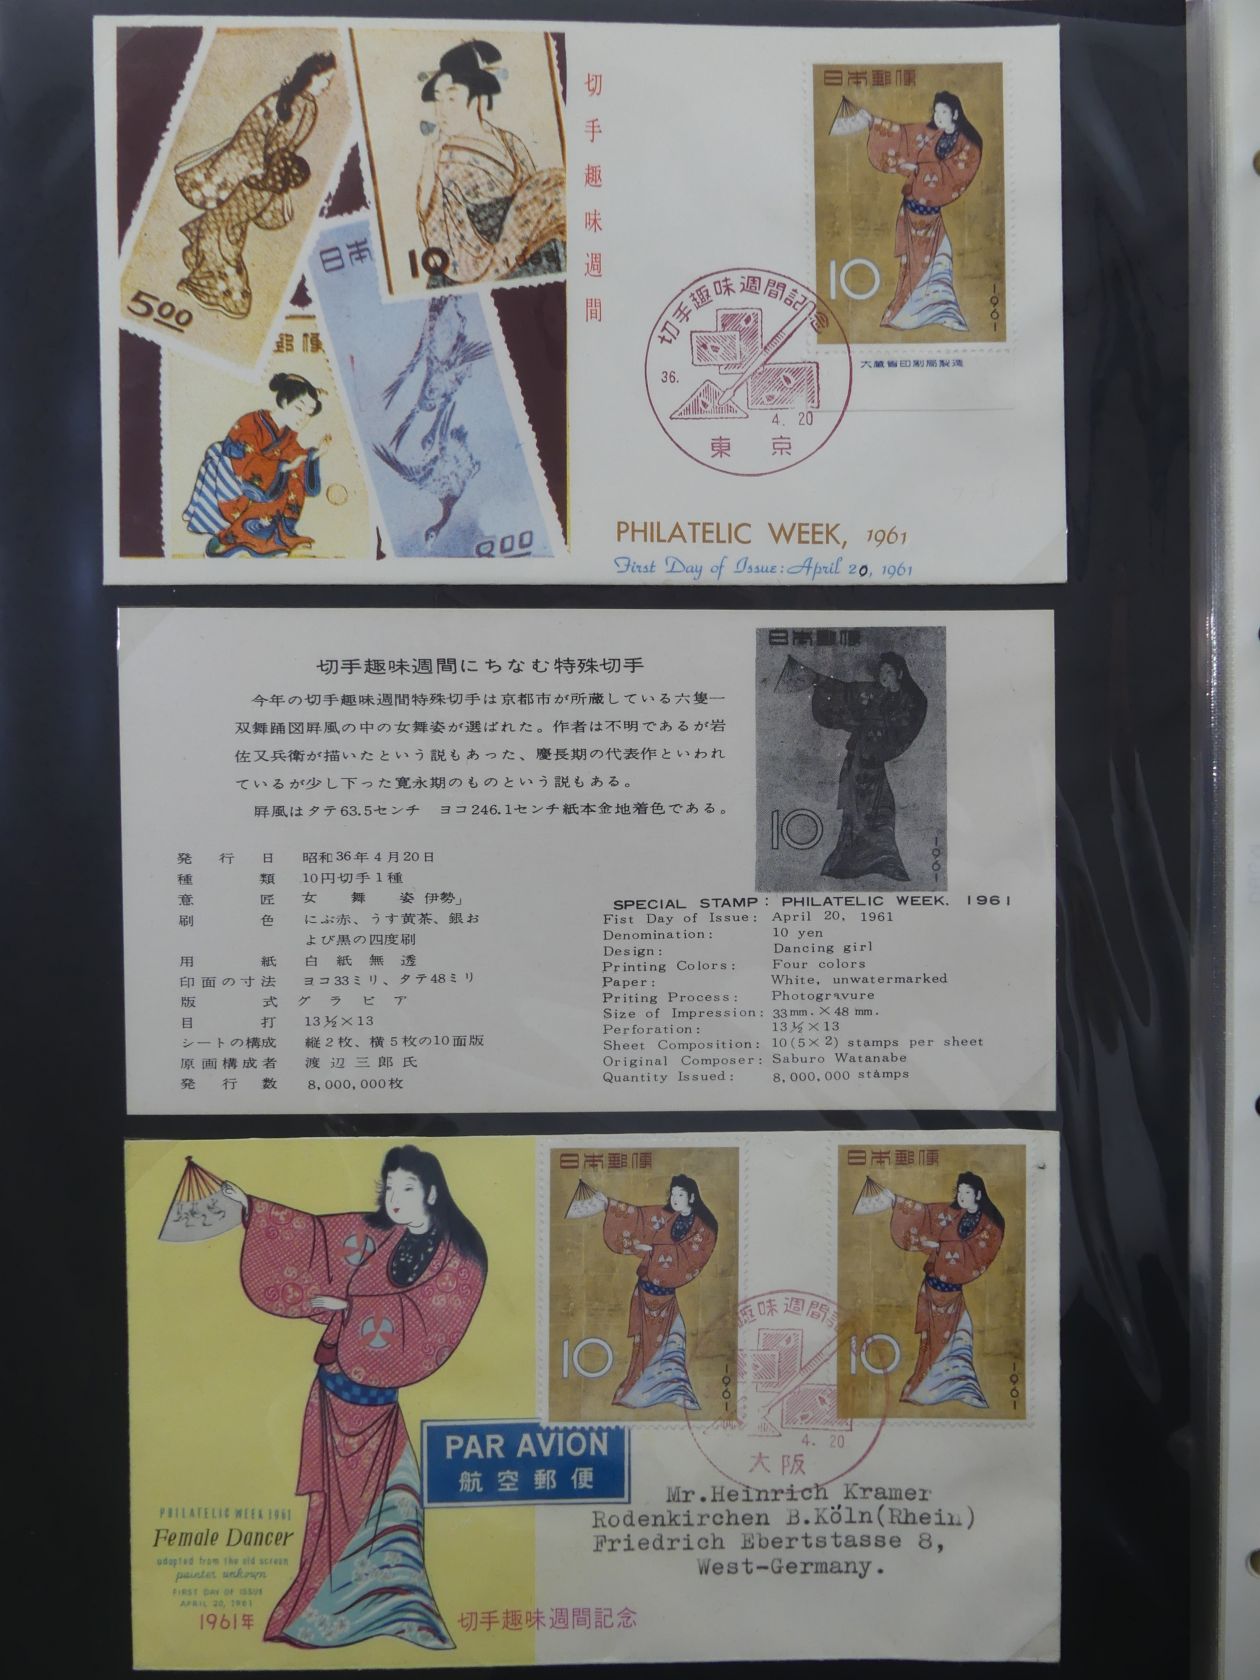 切手趣味週間
5.00
10
日本
郵便
8.00
日本郵便
10
1961
大蔵省印刷局製造
切手趣味週間記念
36.
4. 20
東 京
PHILATELIC WEEK, 1961
First Day of Issue: April 20, 1961
切手趣味週間にちなむ特殊切手
今年の切手趣味週間特殊切手は京都市が所蔵している六隻一
双舞踊図屛風の中の女舞姿が選ばれた。作者は不明であるが岩
佐又兵衛が描いたという説もあった、慶長期の代表作といわれ
ているが少し下った寛永期のものという説もある。
屛風はタテ63.5センチ ヨコ246.1センチ紙本金地着色である。
日本郵便
10
1961
発行日 昭和36年4月20日
種類 10円切手1種
意匠 女舞姿 伊勢」
刷色 にぶ赤、うす黄茶、銀お
よび黒の四度刷
用紙 白紙無透
印面の寸法 ヨコ33ミリ、タテ48ミリ
版式 グラビア
目打 13½×13
シートの構成 縦2枚、横5枚の10面版
原画構成者 渡辺三郎氏
発行数 8,000,000枚
SPECIAL STAMP: PHILATELIC WEEK. 1961
Fist Day of Issue: April 20, 1961
Denomination: 10 yen
Design: Dancing girl
Printing Colors: Four colors
Paper: White, unwatermarked
Priting Process: Photogravure
Size of Impression: 33mm. × 48 mm.
Perforation: 13½×13
Sheet Composition: 10 (5×2) stamps per sheet
Original Composer: Saburo Watanabe
Quantity Issued: 8,000,000 stamps
日本郵便
10
1961
日本郵便
10
1961
趣味週間記
4. 20
大阪
PAR AVION
航空郵便
Mr.Heinrich Kramer
Rodenkirchen B.Köln(Rhein)
Friedrich Ebertstasse 8,
West-Germany.
PHILATELIC WEEK 1961
Female Dancer
adapted from the old screen
painter unkown
FIRST DAY OF ISSUE
APRIL 20, 1961
1961年
切手趣味週間記念